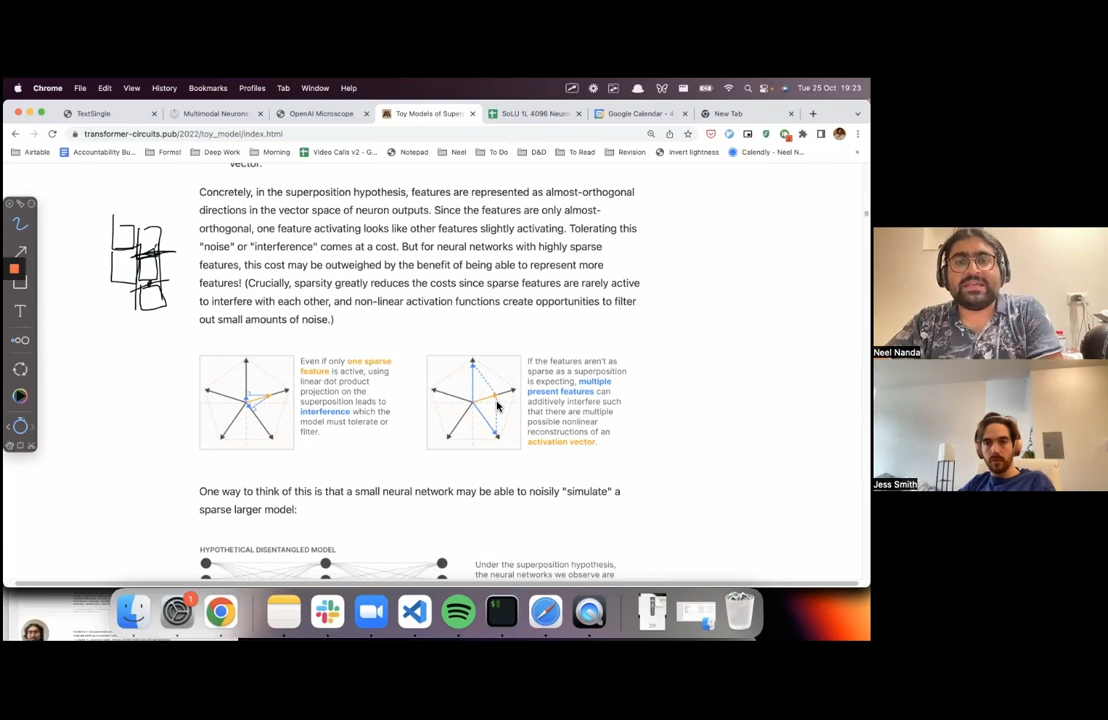 Chrome File Edit View History Bookmarks Profiles Tab Window Help
Tue 25 Oct 19:23
TextSingle
Multimodal Neurons
OpenAI Microscope
Toy Models of Super
SoLU 1L 4096 Neuro
Google Calendar - 4
New Tab
transformer-circuits.pub/2022/toy_model/index.html
Airtable
Accountability Bu...
Forms!
Deep Work
Morning
Video Calls v2 - G...
Notepad
Neel
To Do
D&D
To Read
Revision
invert lightness
Calendly - Neel N...
vector.
Concretely, in the superposition hypothesis, features are represented as almost-orthogonal
directions in the vector space of neuron outputs. Since the features are only almost-
orthogonal, one feature activating looks like other features slightly activating. Tolerating this
"noise" or "interference" comes at a cost. But for neural networks with highly sparse
features, this cost may be outweighed by the benefit of being able to represent more
features! (Crucially, sparsity greatly reduces the costs since sparse features are rarely active
to interfere with each other, and non-linear activation functions create opportunities to filter
out small amounts of noise.)
Even if only one sparse
feature is active, using
linear dot product
projection on the
superposition leads to
interference which the
model must tolerate or
filter.
If the features aren't as
sparse as a superposition
is expecting, multiple
present features can
additively interfere such
that there are multiple
possible nonlinear
reconstructions of an
activation vector.
One way to think of this is that a small neural network may be able to noisily "simulate" a
sparse larger model:
HYPOTHETICAL DISENTANGLED MODEL
Under the superposition hypothesis,
the neural networks we observe are
Neel Nanda
Jess Smith
T
1
$
ZIP